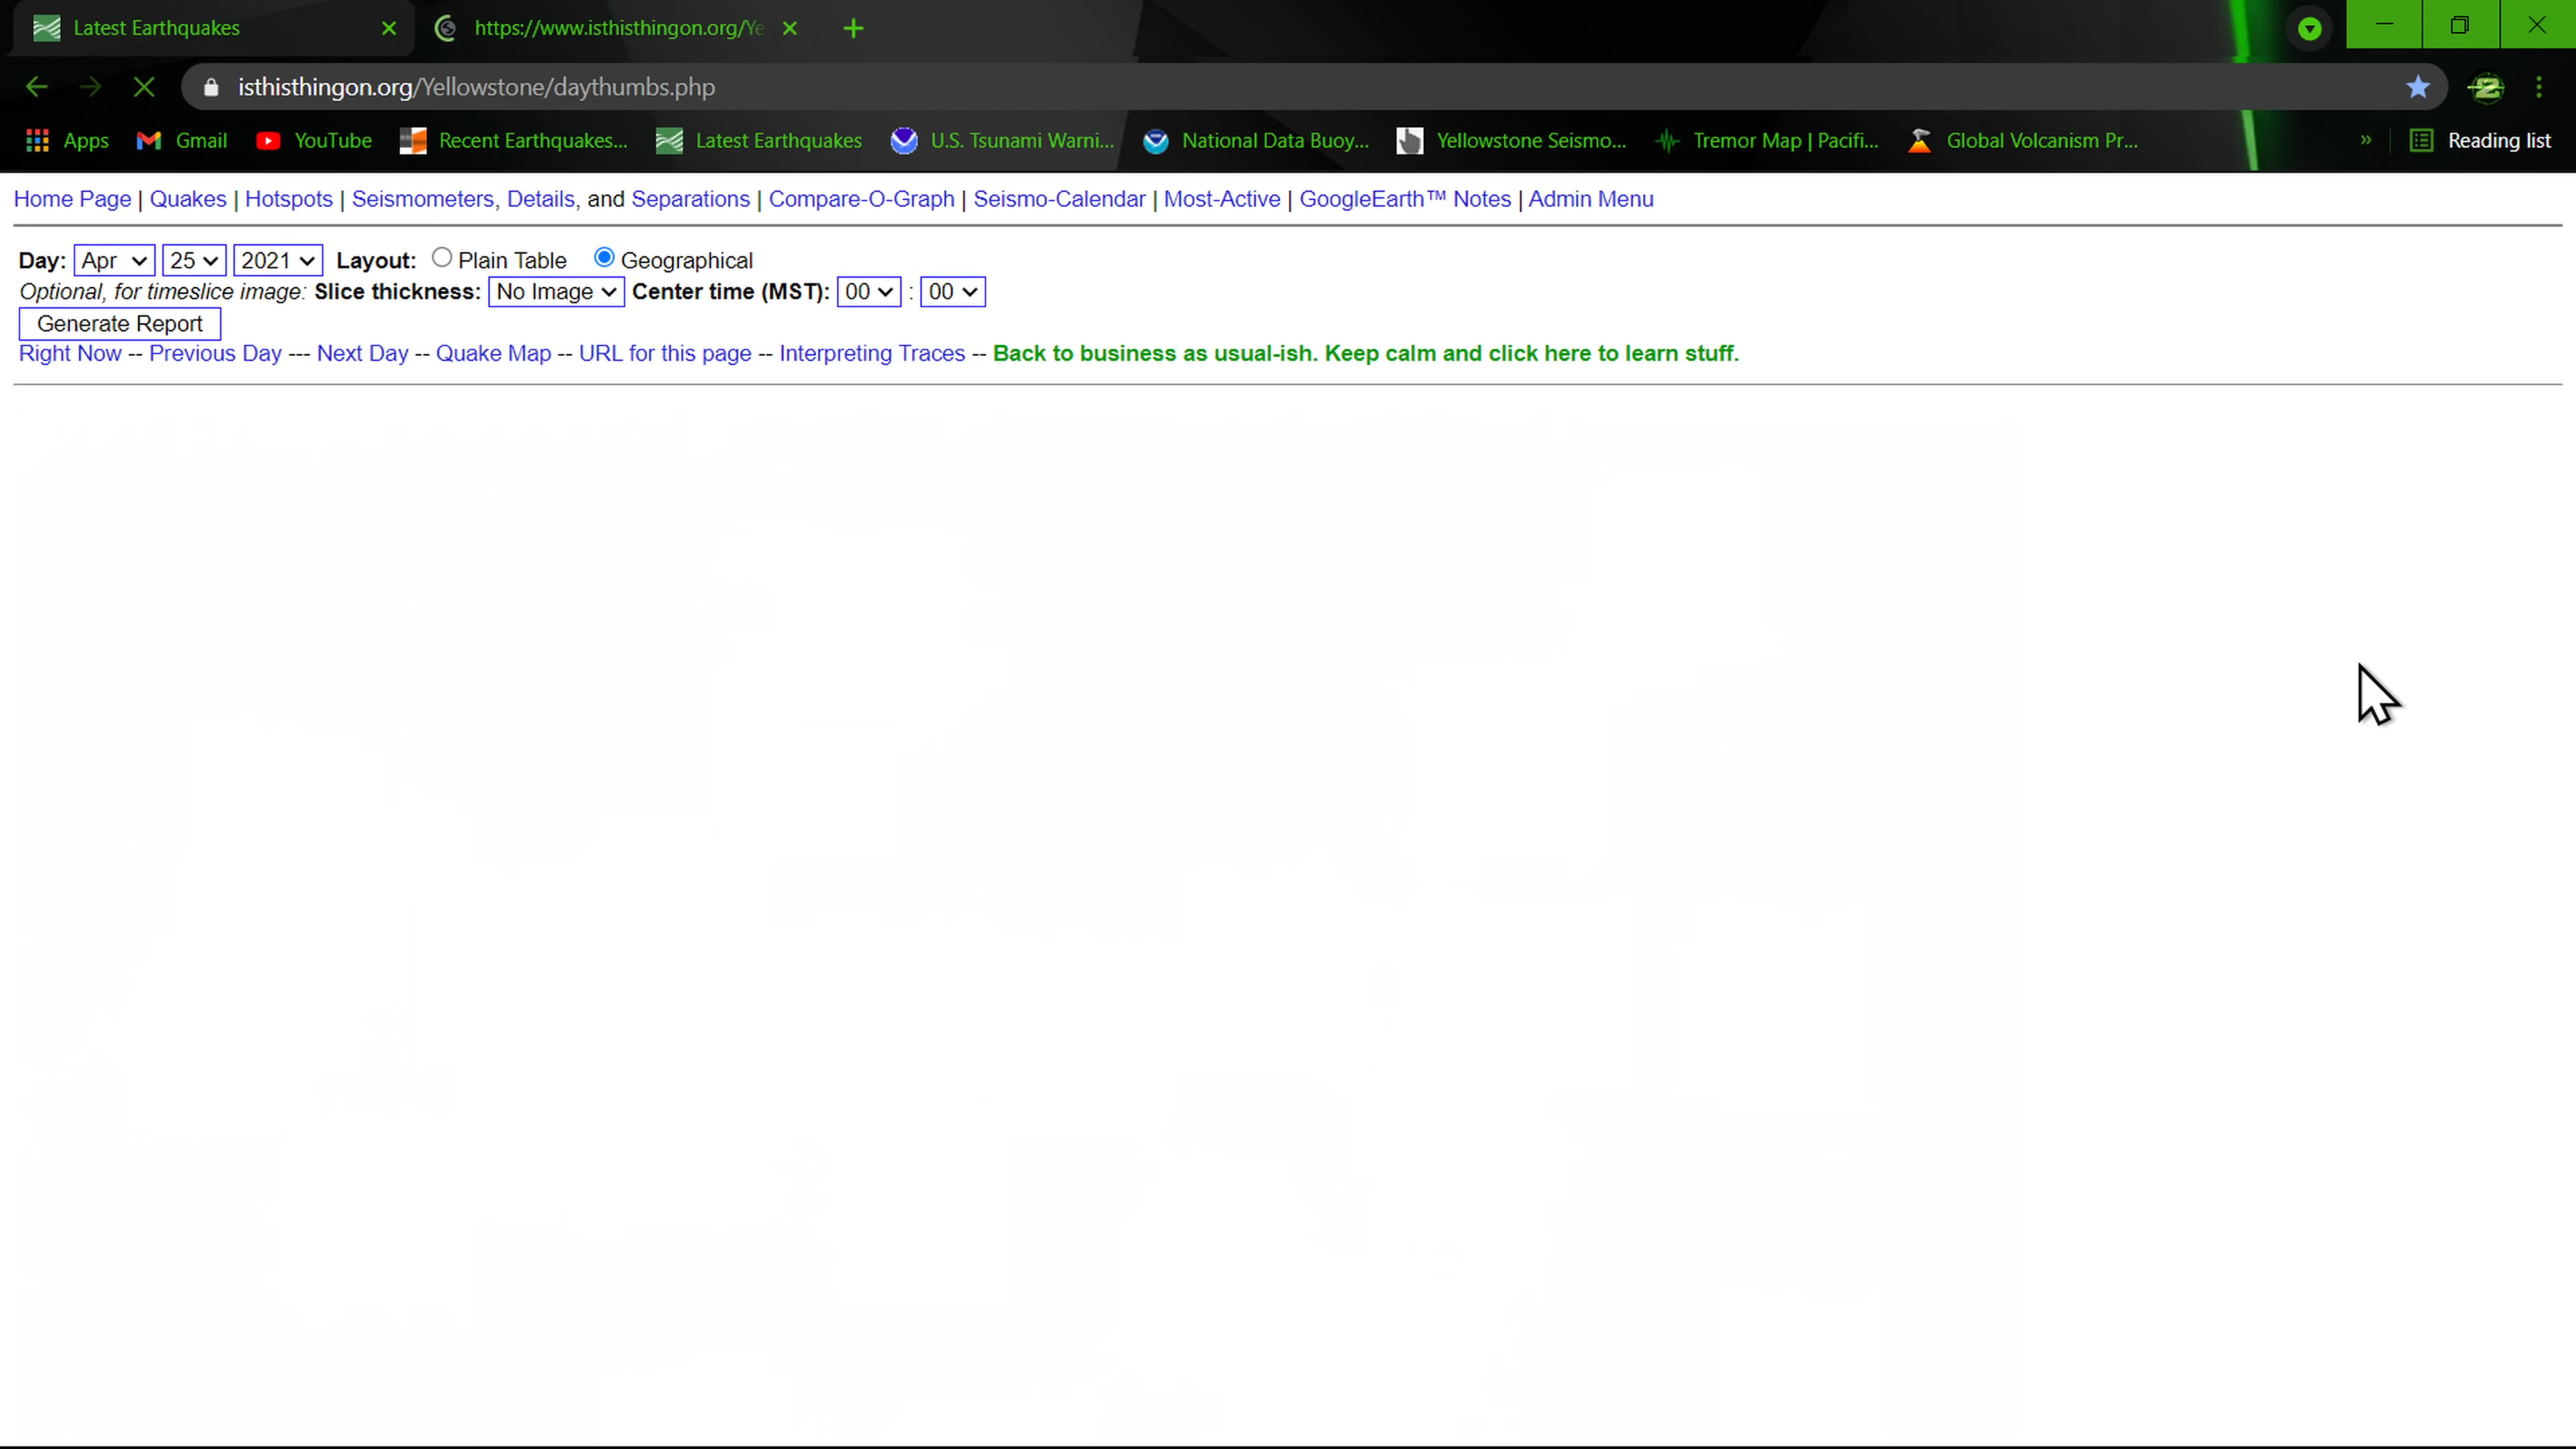 Latest Earthquakes
https://www.isthisthingon.org/Ye
isthisthingon.org/Yellowstone/daythumbs.php
Apps Gmail YouTube Recent Earthquakes... Latest Earthquakes U.S. Tsunami Warni... National Data Buoy... Yellowstone Seismo... Tremor Map | Pacifi... Global Volcanism Pr... » Reading list
Home Page | Quakes | Hotspots | Seismometers, Details, and Separations | Compare-O-Graph | Seismo-Calendar | Most-Active | GoogleEarth™ Notes | Admin Menu
Day: Apr 25 2021 Layout: Plain Table Geographical
Optional, for timeslice image: Slice thickness: No Image Center time (MST): 00 : 00
Generate Report
Right Now -- Previous Day --- Next Day -- Quake Map -- URL for this page -- Interpreting Traces -- Back to business as usual-ish. Keep calm and click here to learn stuff.